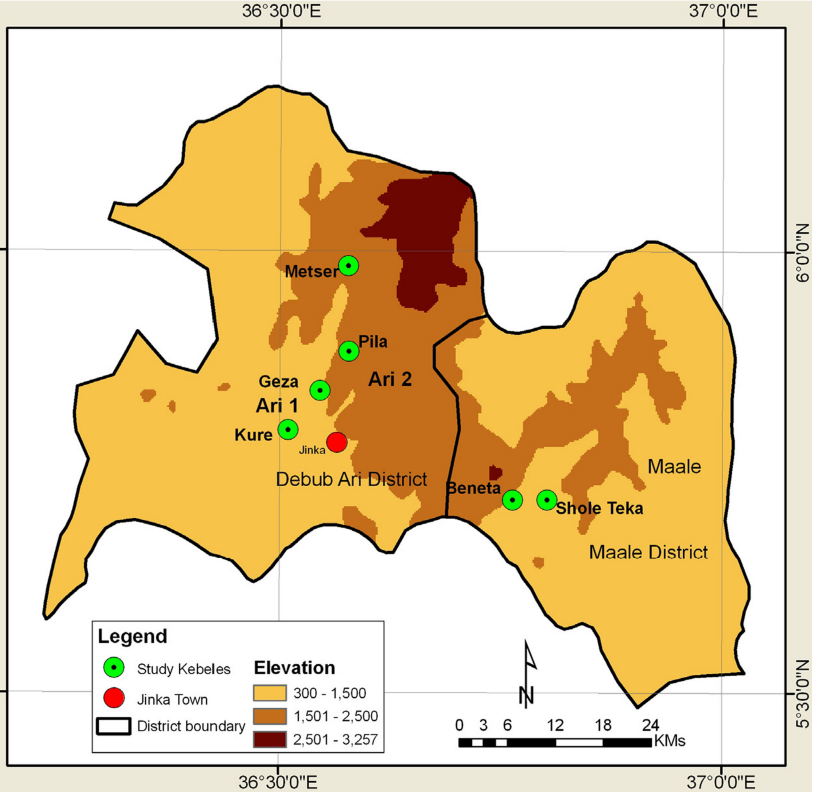 36°30'0"E
37°0'0"E
6°0'0"N
Metser
Pila
Geza
Ari 2
Ari 1
Kure
Jinka
Debub Ari District
Maale
Beneta
Shole Teka
Maale District
5°30'0"N
Legend
Study Kebeles
Jinka Town
District boundary
Elevation
300 - 1,500
1,501 - 2,500
2,501 - 3,257
N
0 3 6 12 18 24
KMs
36°30'0"E
37°0'0"E